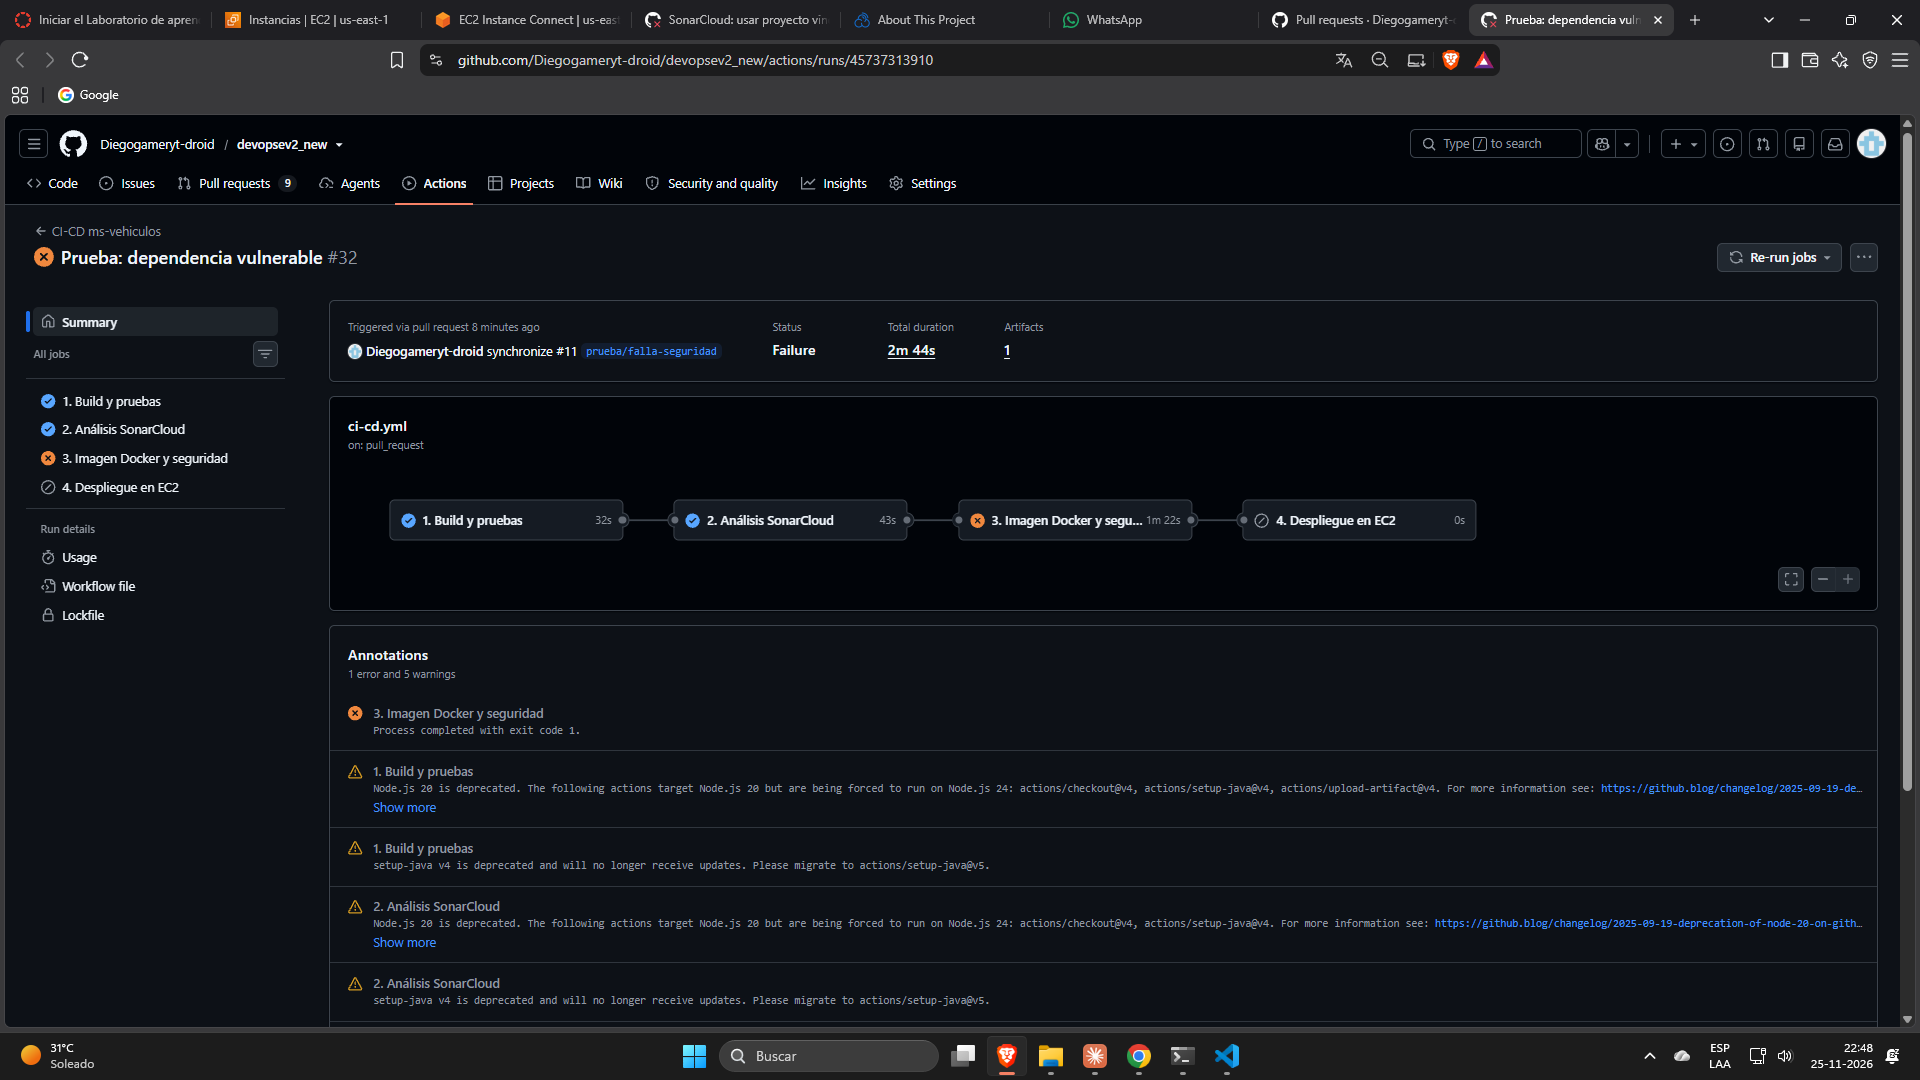 Iniciar el Laboratorio de apren
Instancias | EC2 | us-east-1
EC2 Instance Connect | us-eas
SonarCloud: usar proyecto vin
About This Project
WhatsApp
Pull requests · Diegogameryt-
Prueba: dependencia vuln
github.com/Diegogameryt-droid/devopsev2_new/actions/runs/45737313910
Google
Diegogameryt-droid / devopsev2_new
Type / to search
Code
Issues
Pull requests 9
Agents
Actions
Projects
Wiki
Security and quality
Insights
Settings
CI-CD ms-vehiculos
Prueba: dependencia vulnerable #32
Re-run jobs
Summary
All jobs
1. Build y pruebas
2. Análisis SonarCloud
3. Imagen Docker y seguridad
4. Despliegue en EC2
Run details
Usage
Workflow file
Lockfile
Triggered via pull request 8 minutes ago
Diegogameryt-droid synchronize #11 prueba/falla-seguridad
Status
Failure
Total duration
2m 44s
Artifacts
1
ci-cd.yml
on: pull_request
1. Build y pruebas 32s
2. Análisis SonarCloud 43s
3. Imagen Docker y segu... 1m 22s
4. Despliegue en EC2 0s
Annotations
1 error and 5 warnings
3. Imagen Docker y seguridad
Process completed with exit code 1.
1. Build y pruebas
Node.js 20 is deprecated. The following actions target Node.js 20 but are being forced to run on Node.js 24: actions/checkout@v4, actions/setup-java@v4, actions/upload-artifact@v4. For more information see: https://github.blog/changelog/2025-09-19-de…
Show more
1. Build y pruebas
setup-java v4 is deprecated and will no longer receive updates. Please migrate to actions/setup-java@v5.
2. Análisis SonarCloud
Node.js 20 is deprecated. The following actions target Node.js 20 but are being forced to run on Node.js 24: actions/checkout@v4, actions/setup-java@v4. For more information see: https://github.blog/changelog/2025-09-19-deprecation-of-node-20-on-gith…
Show more
2. Análisis SonarCloud
setup-java v4 is deprecated and will no longer receive updates. Please migrate to actions/setup-java@v5.
31°C
Soleado
Buscar
ESP
LAA
22:48
25-11-2026